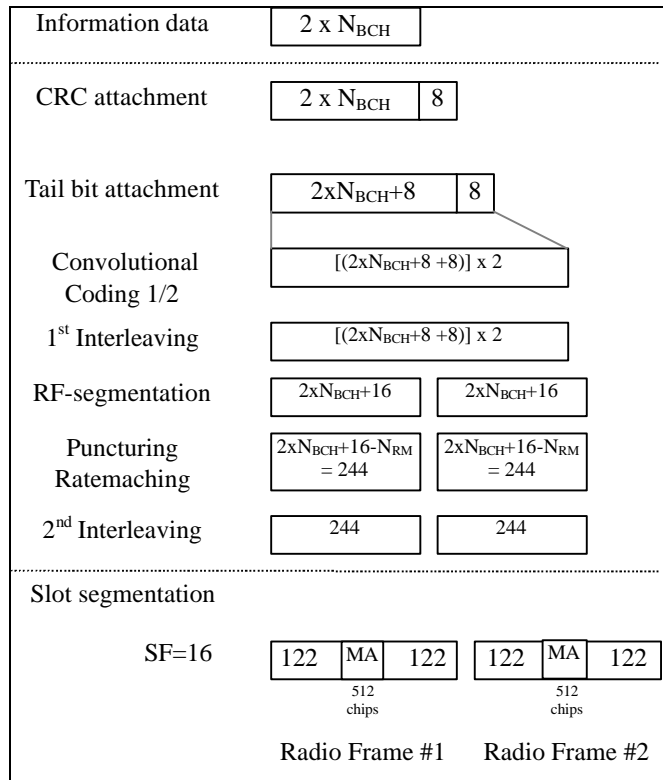 Information data
2 x NBCH
CRC attachment
2 x NBCH 8
Tail bit attachment
2xNBCH+8 8
Convolutional
Coding 1/2
[(2xNBCH+8 +8)] x 2
1st Interleaving
[(2xNBCH+8 +8)] x 2
RF-segmentation
2xNBCH+16 2xNBCH+16
Puncturing
Ratemaching
2xNBCH+16-NRM
= 244
2xNBCH+16-NRM
= 244
2nd Interleaving
244 244
Slot segmentation
SF=16
122 MA 122 122 MA 122
512
chips
512
chips
Radio Frame #1 Radio Frame #2